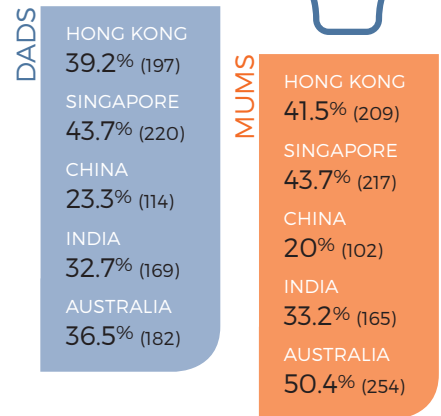 DADS
HONG KONG
39.2% (197)
SINGAPORE
43.7% (220)
CHINA
23.3% (114)
INDIA
32.7% (169)
AUSTRALIA
36.5% (182)
MUMS
HONG KONG
41.5% (209)
SINGAPORE
43.7% (217)
CHINA
20% (102)
INDIA
33.2% (165)
AUSTRALIA
50.4% (254)